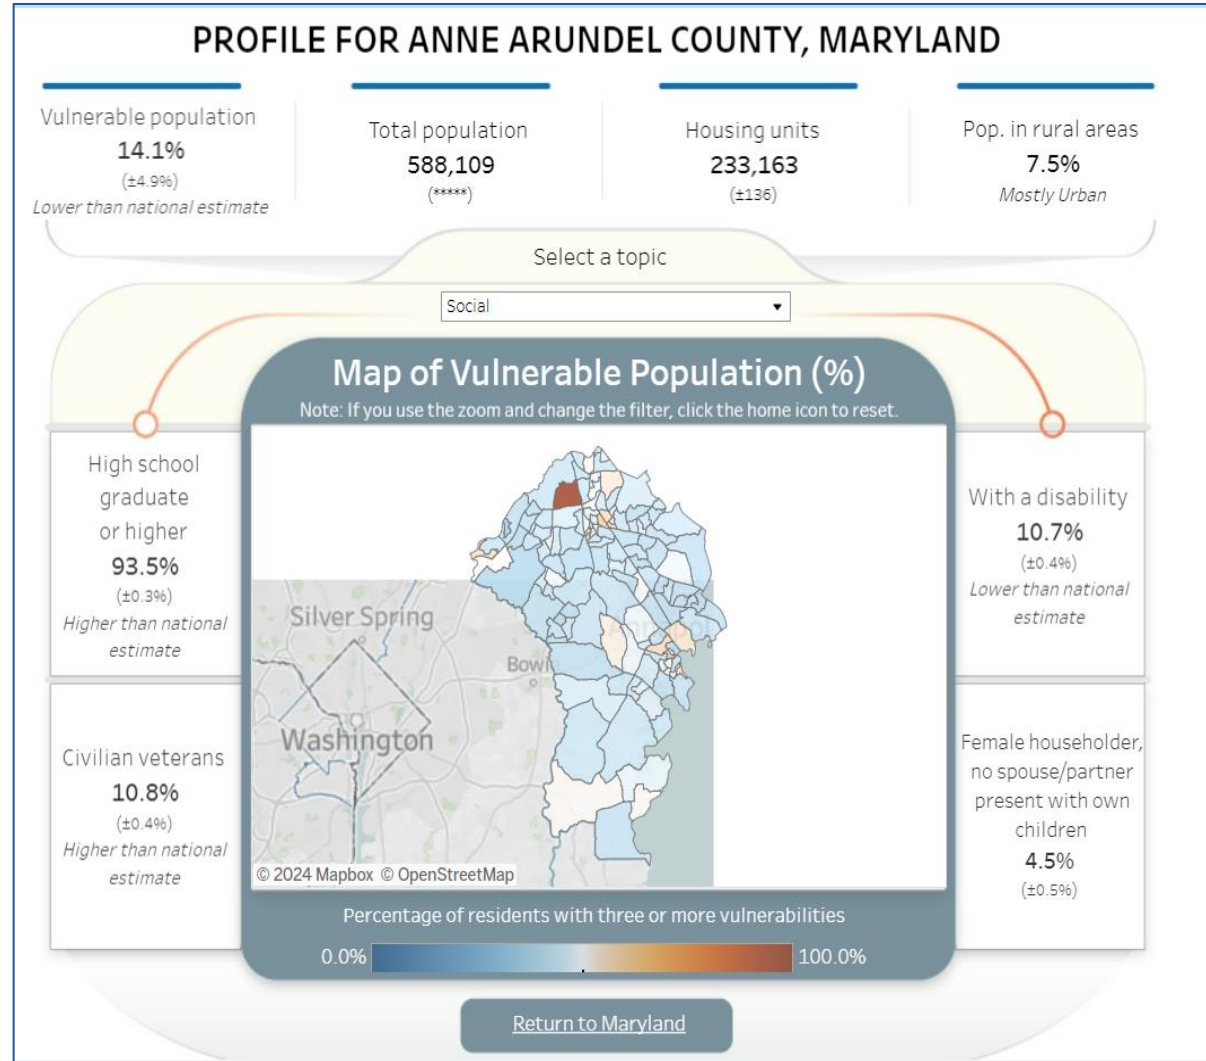 PROFILE FOR ANNE ARUNDEL COUNTY, MARYLAND
Vulnerable population
14.1%
(±4.9%)
Lower than national estimate
Total population
588,109
(*****)
Housing units
233,163
(±136)
Pop. in rural areas
7.5%
Mostly Urban
Select a topic
Social
High school
graduate
or higher
93.5%
(±0.3%)
Higher than national
estimate
Civilian veterans
10.8%
(±0.4%)
Higher than national
estimate
Map of Vulnerable Population (%)
Note: If you use the zoom and change the filter, click the home icon to reset.
Silver Spring
Bowi
Washington
© 2024 Mapbox © OpenStreetMap
Percentage of residents with three or more vulnerabilities
0.0% 100.0%
With a disability
10.7%
(±0.4%)
Lower than national
estimate
Female householder,
no spouse/partner
present with own
children
4.5%
(±0.5%)
Return to Maryland